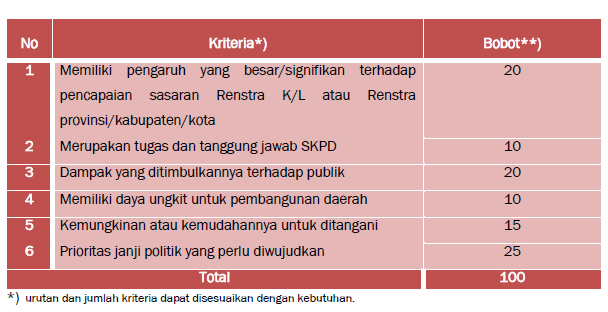 No Kriteria*) Bobot**)
1 Memiliki pengaruh yang besar/signifikan terhadap 20
pencapaian sasaran Renstra K/L atau Renstra
provinsi/kabupaten/kota
2 Merupakan tugas dan tanggung jawab SKPD 10
3 Dampak yang ditimbulkannya terhadap publik 20
4 Memiliki daya ungkit untuk pembangunan daerah 10
5 Kemungkinan atau kemudahannya untuk ditangani 15
6 Prioritas janji politik yang perlu diwujudkan 25
Total 100
*) urutan dan jumlah kriteria dapat disesuaikan dengan kebutuhan.